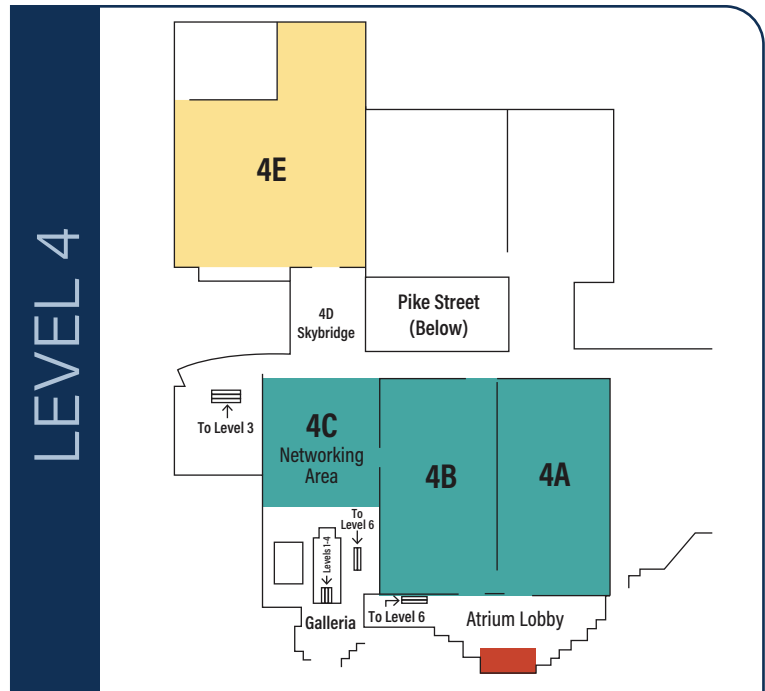 LEVEL 4
4E
4D
Skybridge
Pike Street
(Below)
To Level 3
4C
Networking
Area
4B
4A
To
Level 6
Levels 1-4
To Level 6
Galleria
Atrium Lobby